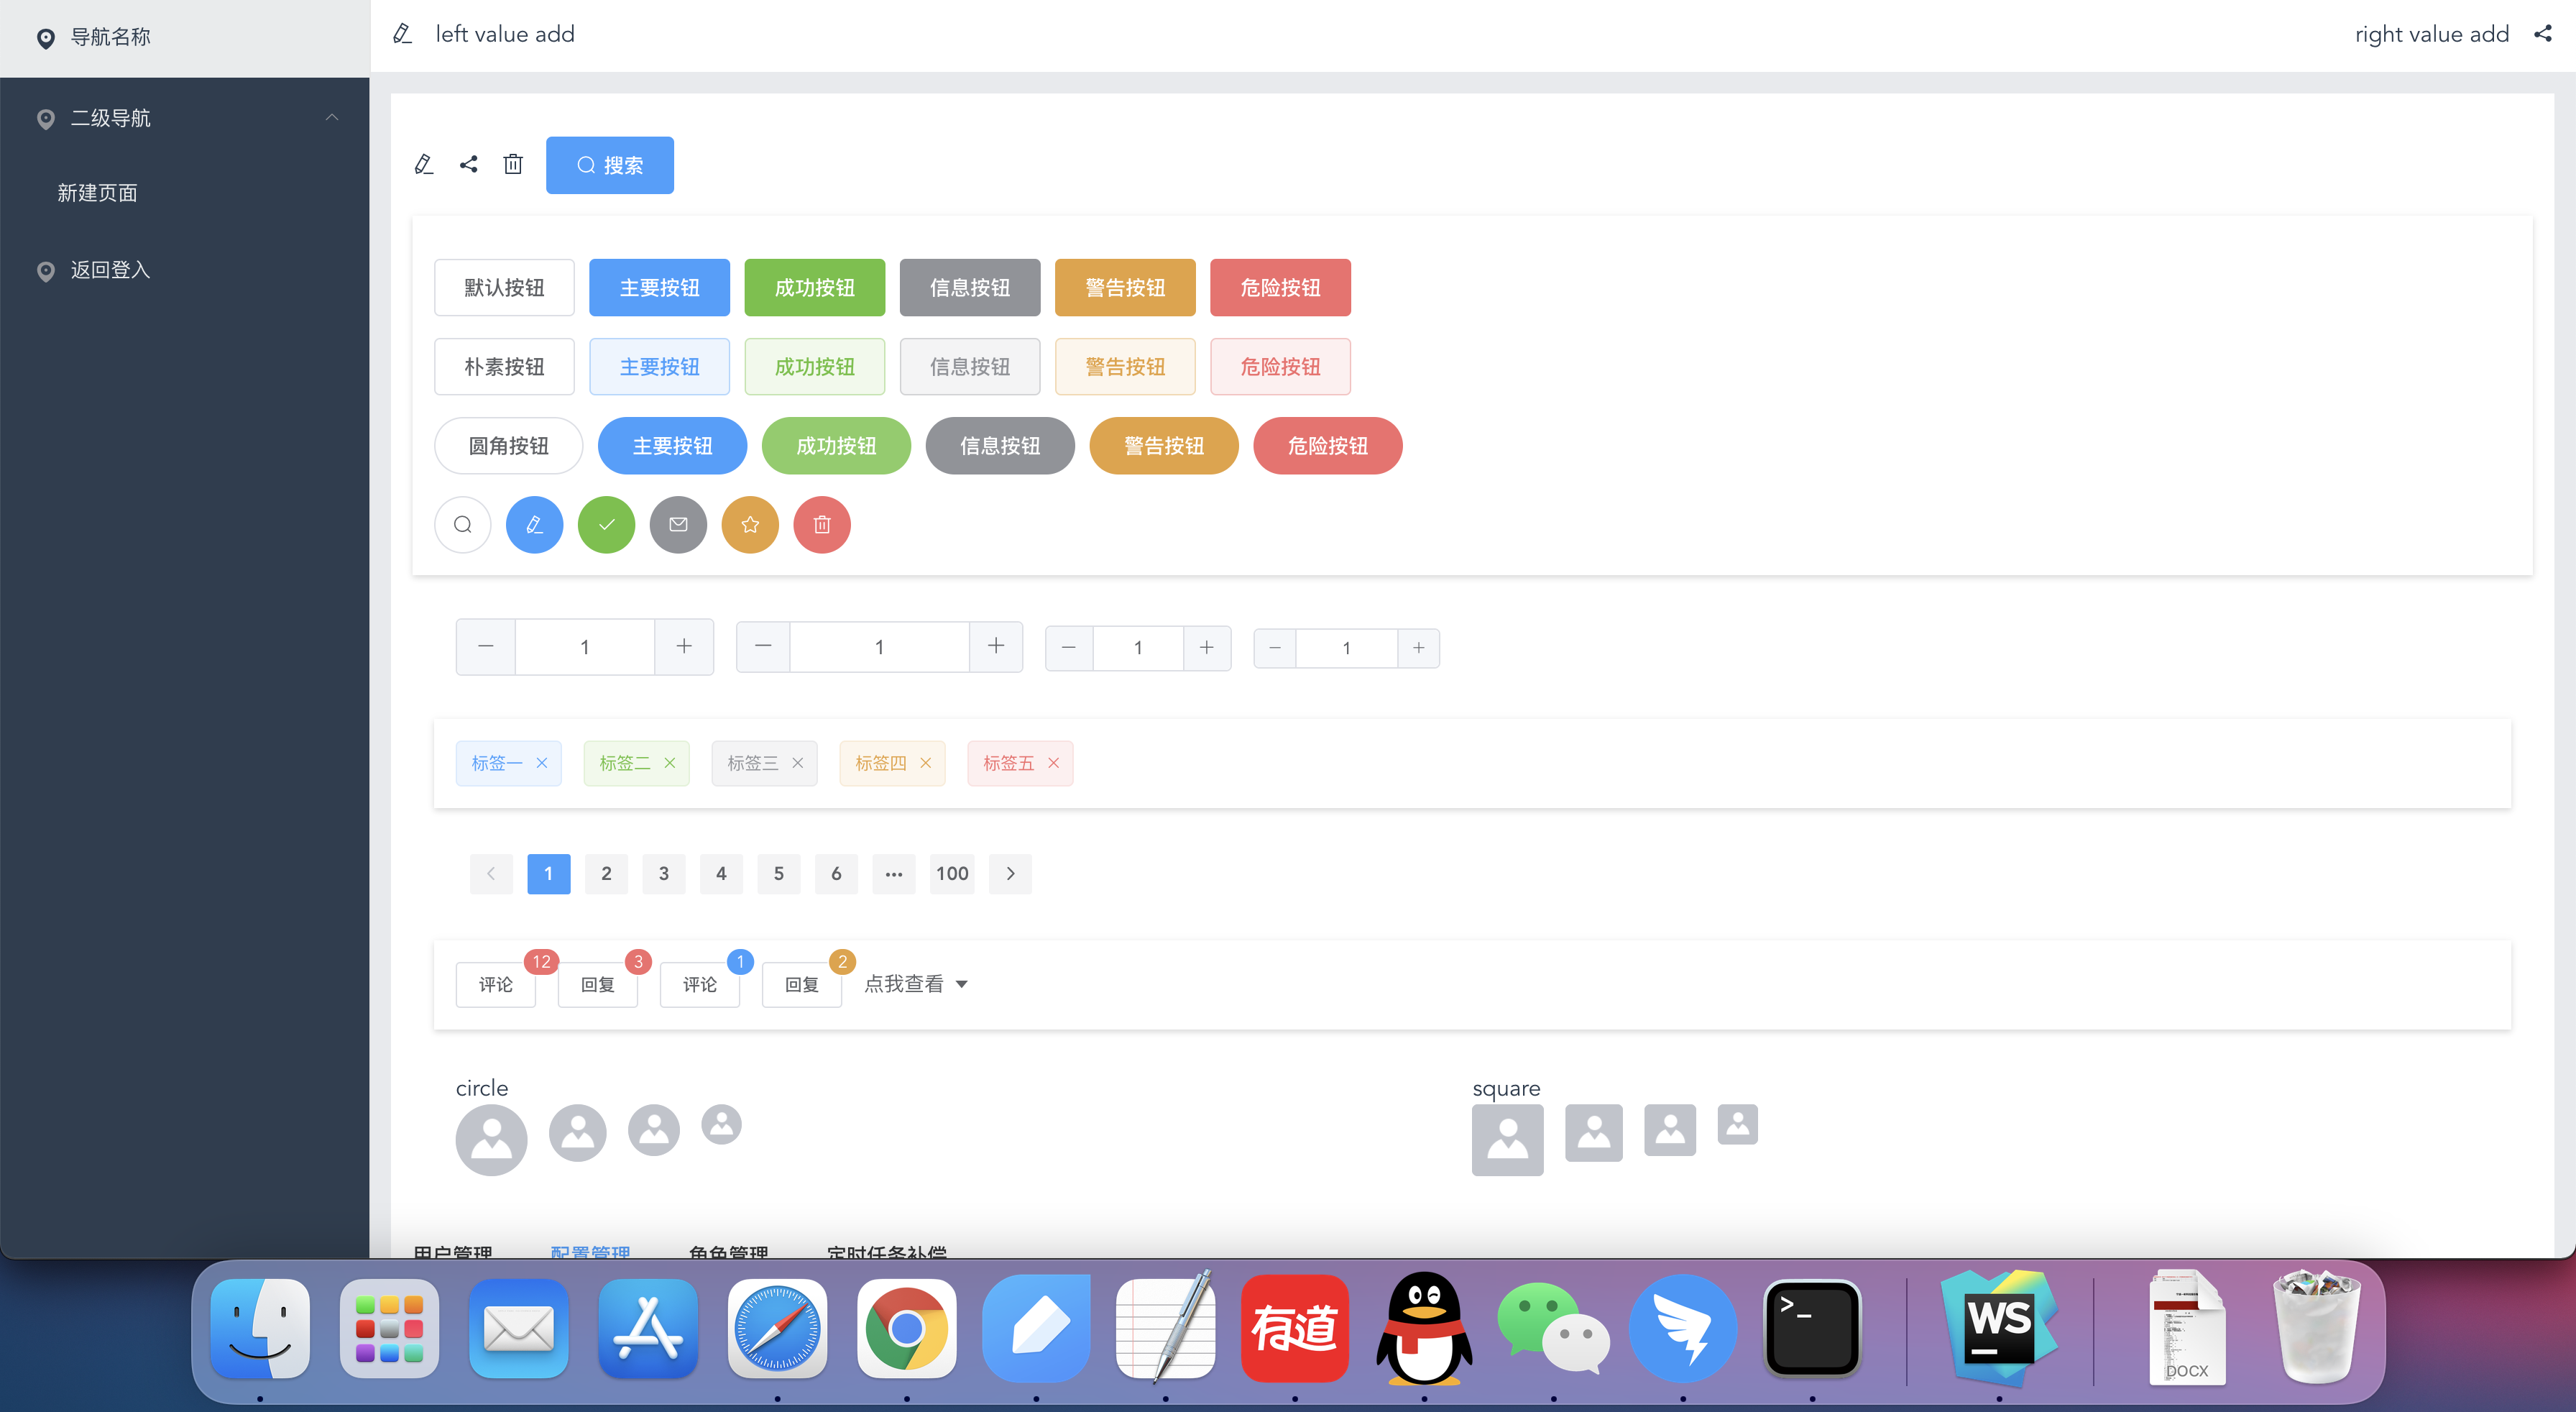 导航名称
left value add
right value add
二级导航
新建页面
返回登入
搜索
默认按钮 主要按钮 成功按钮 信息按钮 警告按钮 危险按钮
朴素按钮 主要按钮 成功按钮 信息按钮 警告按钮 危险按钮
圆角按钮 主要按钮 成功按钮 信息按钮 警告按钮 危险按钮
1 1 1 1
标签一 标签二 标签三 标签四 标签五
1 2 3 4 5 6 ··· 100
评论 12 回复 3 评论 1 回复 2 点我查看
circle
square
用户管理 配置管理 角色管理 定时任务补偿
有道 >_ WS DOCX